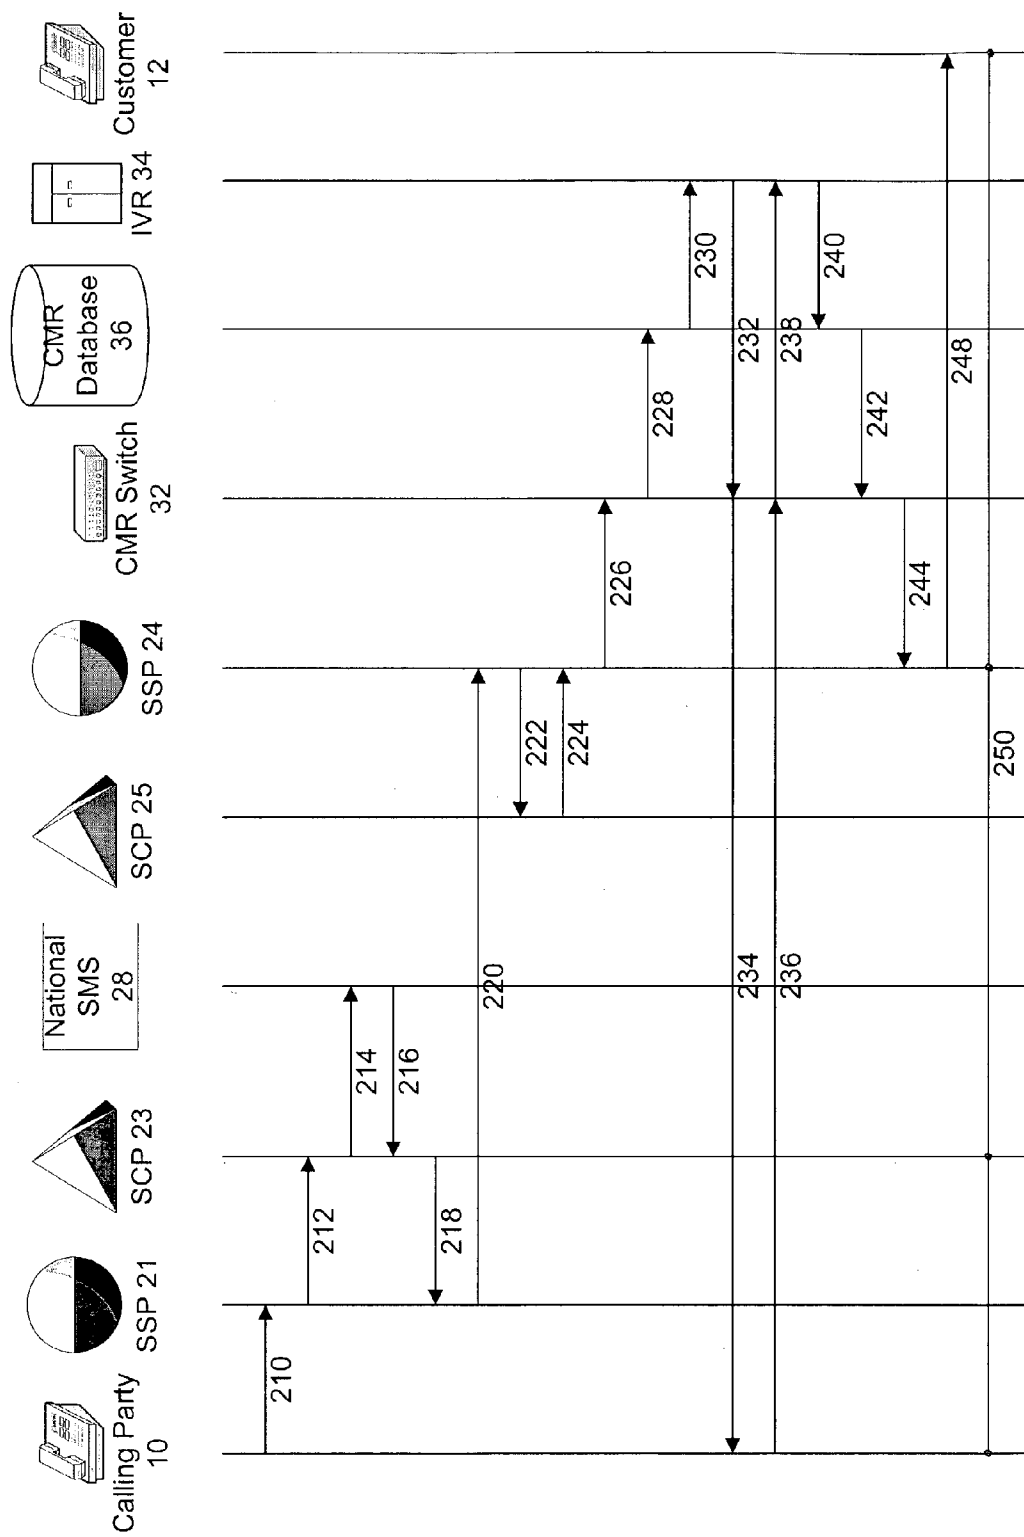 Calling Party
10
SSP 21
SCP 23
National
SMS
28
SCP 25
SSP 24
CMR Switch
32
CMR
Database
36
IVR 34
Customer
12
210
212
214
216
218
220
222
224
226
228
230
234
232
236
238
240
242
244
248
250